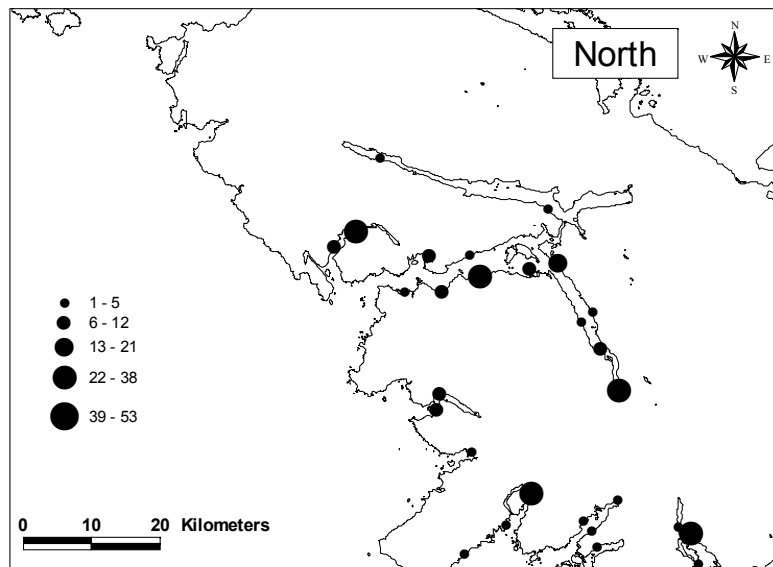 North
N
W E
S
1 - 5
6 - 12
13 - 21
22 - 38
39 - 53
0 10 20 Kilometers